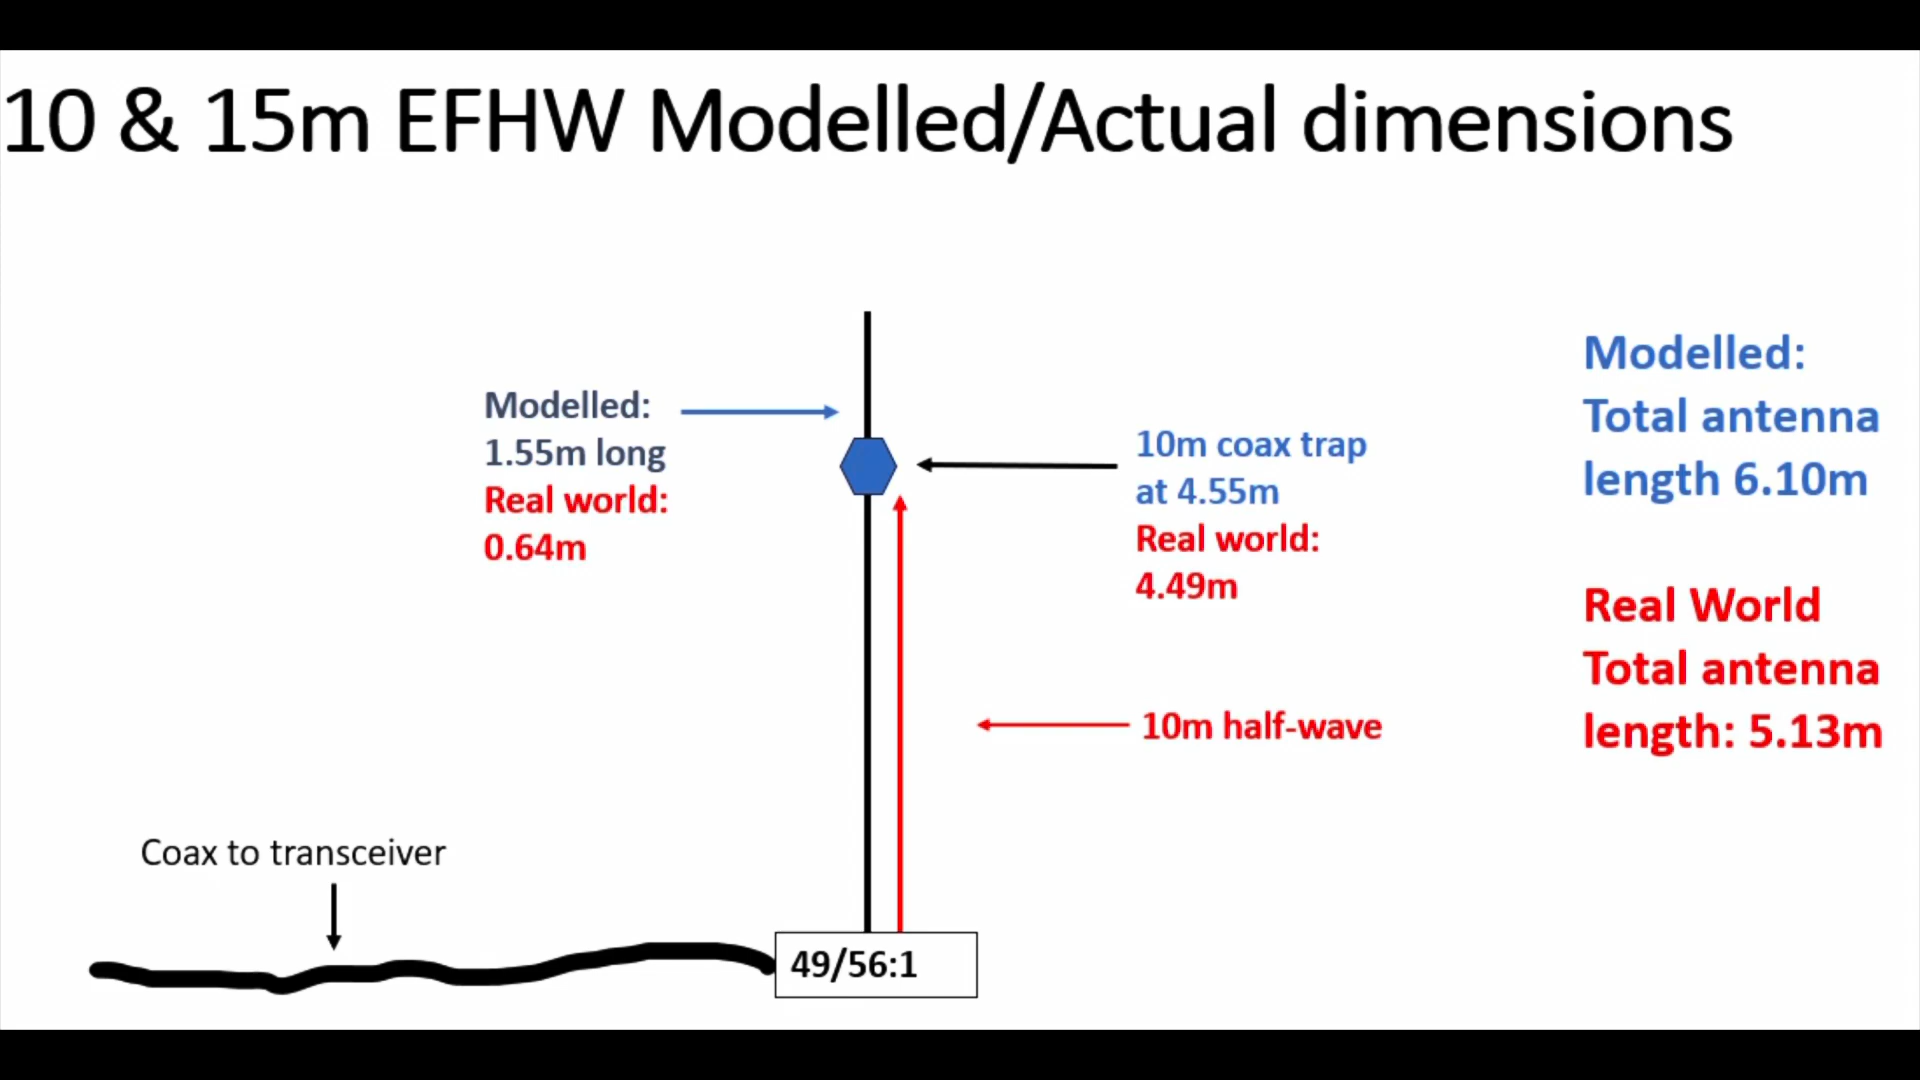 10 & 15m EFHW Modelled/Actual dimensions
Modelled:
1.55m long
Real world:
0.64m
10m coax trap
at 4.55m
Real world:
4.49m
10m half-wave
Modelled:
Total antenna
length 6.10m
Real World
Total antenna
length: 5.13m
Coax to transceiver
49/56:1